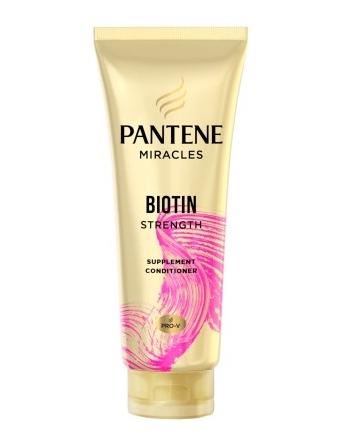 PANTENE
MIRACLES
BIOTIN
STRENGTH
SUPPLEMENT
CONDITIONER
PRO-V